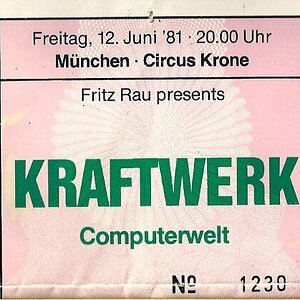 Freitag, 12. Juni '81 · 20.00 Uhr
München · Circus Krone
Fritz Rau presents
KRAFTWERK
Computerwelt
Nº 1230